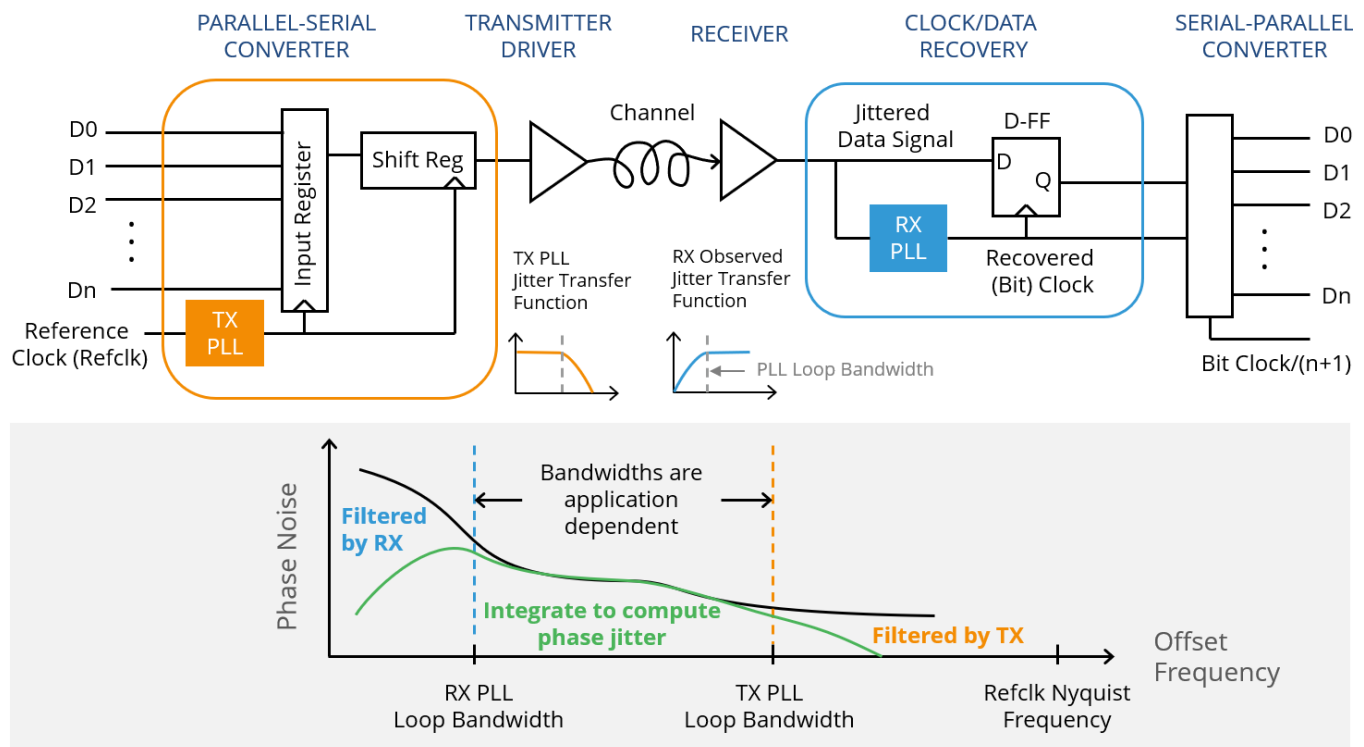 PARALLEL-SERIAL
CONVERTER
TRANSMITTER
DRIVER
RECEIVER
CLOCK/DATA
RECOVERY
SERIAL-PARALLEL
CONVERTER
D0
D1
D2
Dn
Reference
Clock (Refclk)
TX
PLL
Input Register
Shift Reg
Channel
TX PLL
Jitter Transfer
Function
RX Observed
Jitter Transfer
Function
PLL Loop Bandwidth
Jittered
Data Signal
D-FF
D
Q
RX
PLL
Recovered
(Bit) Clock
D0
D1
D2
Dn
Bit Clock/(n+1)
Phase Noise
Filtered
by RX
Bandwidths are
application
dependent
Integrate to compute
phase jitter
Filtered by TX
Offset
Frequency
RX PLL
Loop Bandwidth
TX PLL
Loop Bandwidth
Refclk Nyquist
Frequency